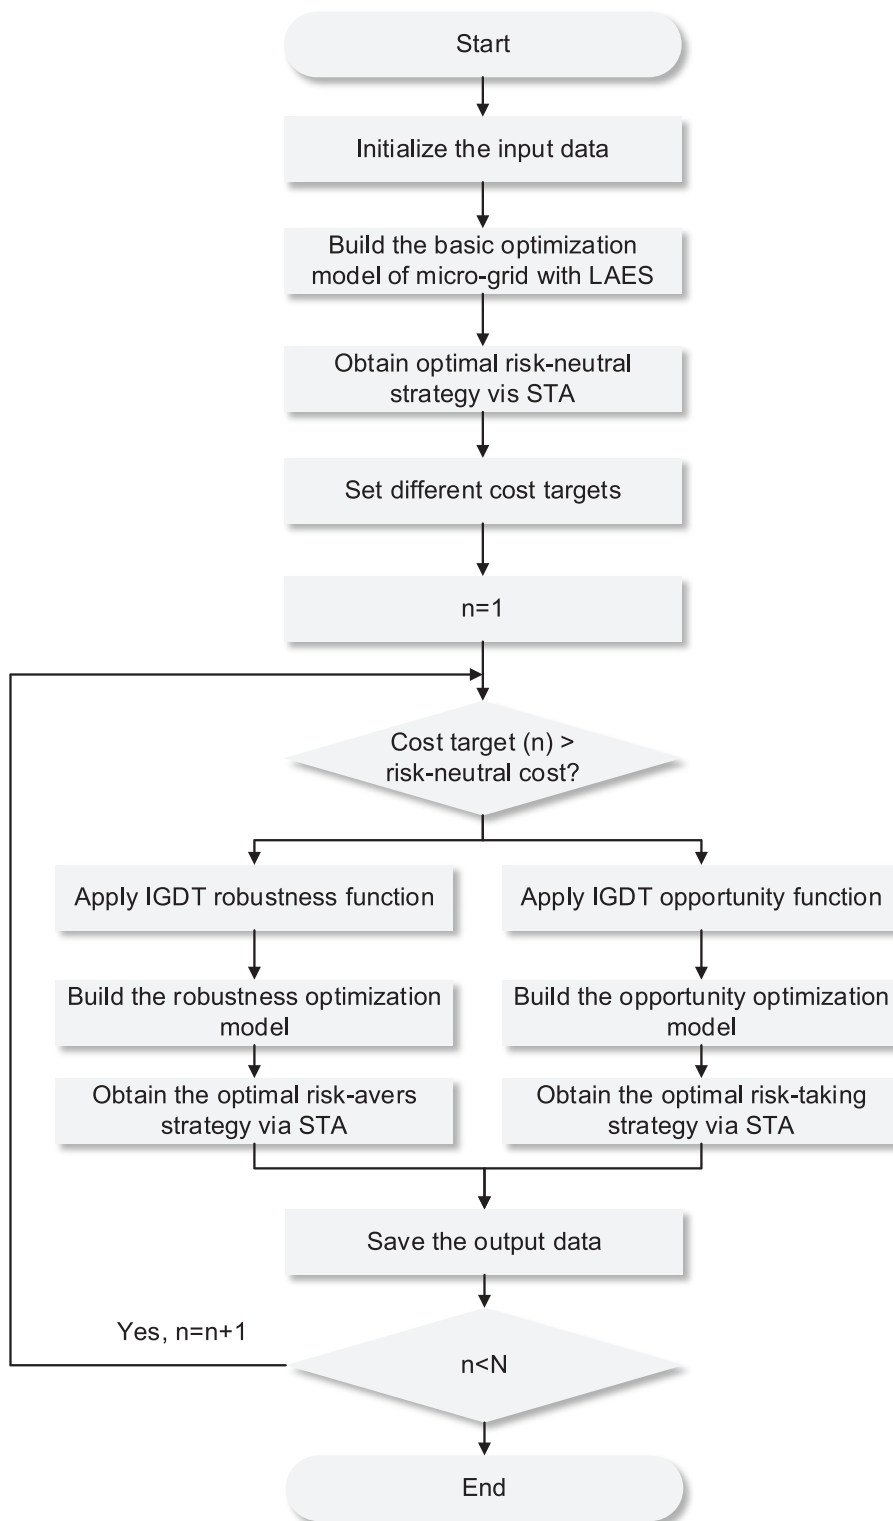 Start
Initialize the input data
Build the basic optimization
model of micro-grid with LAES
Obtain optimal risk-neutral
strategy vis STA
Set different cost targets
n=1
Cost target (n) >
risk-neutral cost?
Apply IGDT robustness function
Apply IGDT opportunity function
Build the robustness optimization
model
Build the opportunity optimization
model
Obtain the optimal risk-avers
strategy via STA
Obtain the optimal risk-taking
strategy via STA
Save the output data
Yes, n=n+1
n<N
End